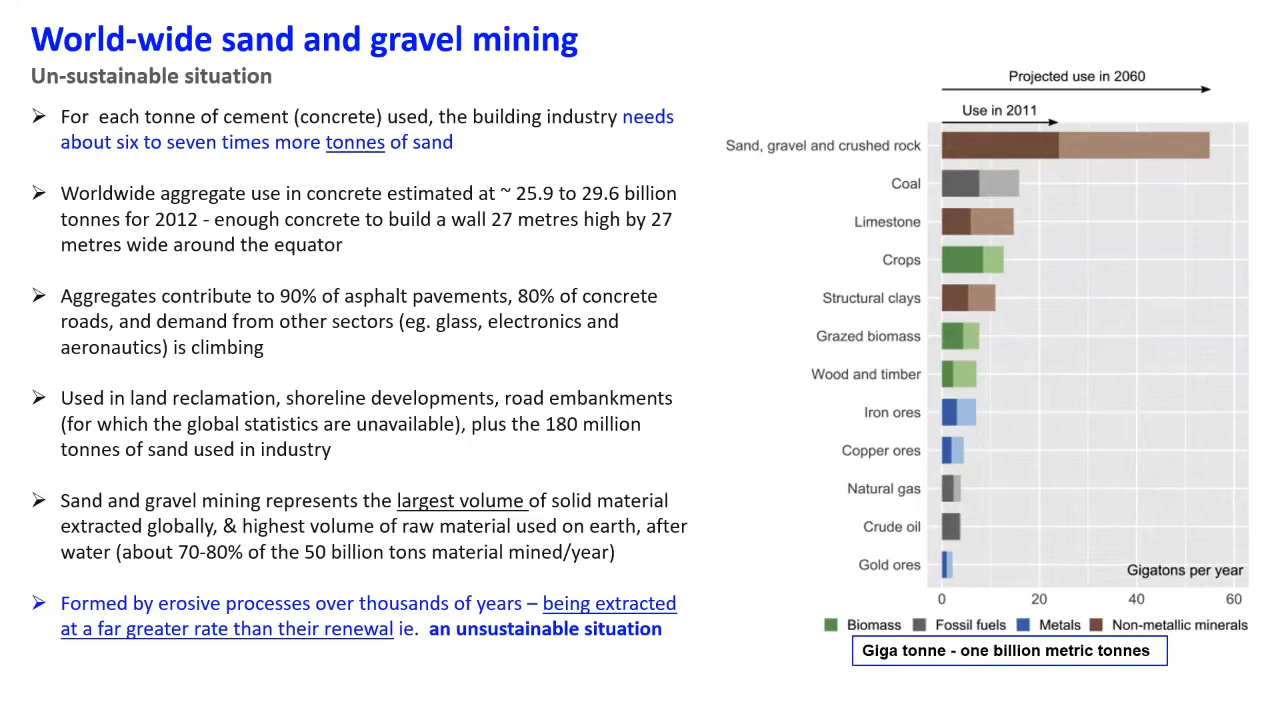 World-wide sand and gravel mining
Un-sustainable situation
➢ For each tonne of cement (concrete) used, the building industry needs
about six to seven times more tonnes of sand
➢ Worldwide aggregate use in concrete estimated at ~ 25.9 to 29.6 billion
tonnes for 2012 - enough concrete to build a wall 27 metres high by 27
metres wide around the equator
➢ Aggregates contribute to 90% of asphalt pavements, 80% of concrete
roads, and demand from other sectors (eg. glass, electronics and
aeronautics) is climbing
➢ Used in land reclamation, shoreline developments, road embankments
(for which the global statistics are unavailable), plus the 180 million
tonnes of sand used in industry
➢ Sand and gravel mining represents the largest volume of solid material
extracted globally, & highest volume of raw material used on earth, after
water (about 70-80% of the 50 billion tons material mined/year)
➢ Formed by erosive processes over thousands of years – being extracted
at a far greater rate than their renewal ie. an unsustainable situation
Projected use in 2060
Use in 2011
Sand, gravel and crushed rock
Coal
Limestone
Crops
Structural clays
Grazed biomass
Wood and timber
Iron ores
Copper ores
Natural gas
Crude oil
Gold ores
Gigatons per year
0 20 40 60
Biomass Fossil fuels Metals Non-metallic minerals
Giga tonne - one billion metric tonnes